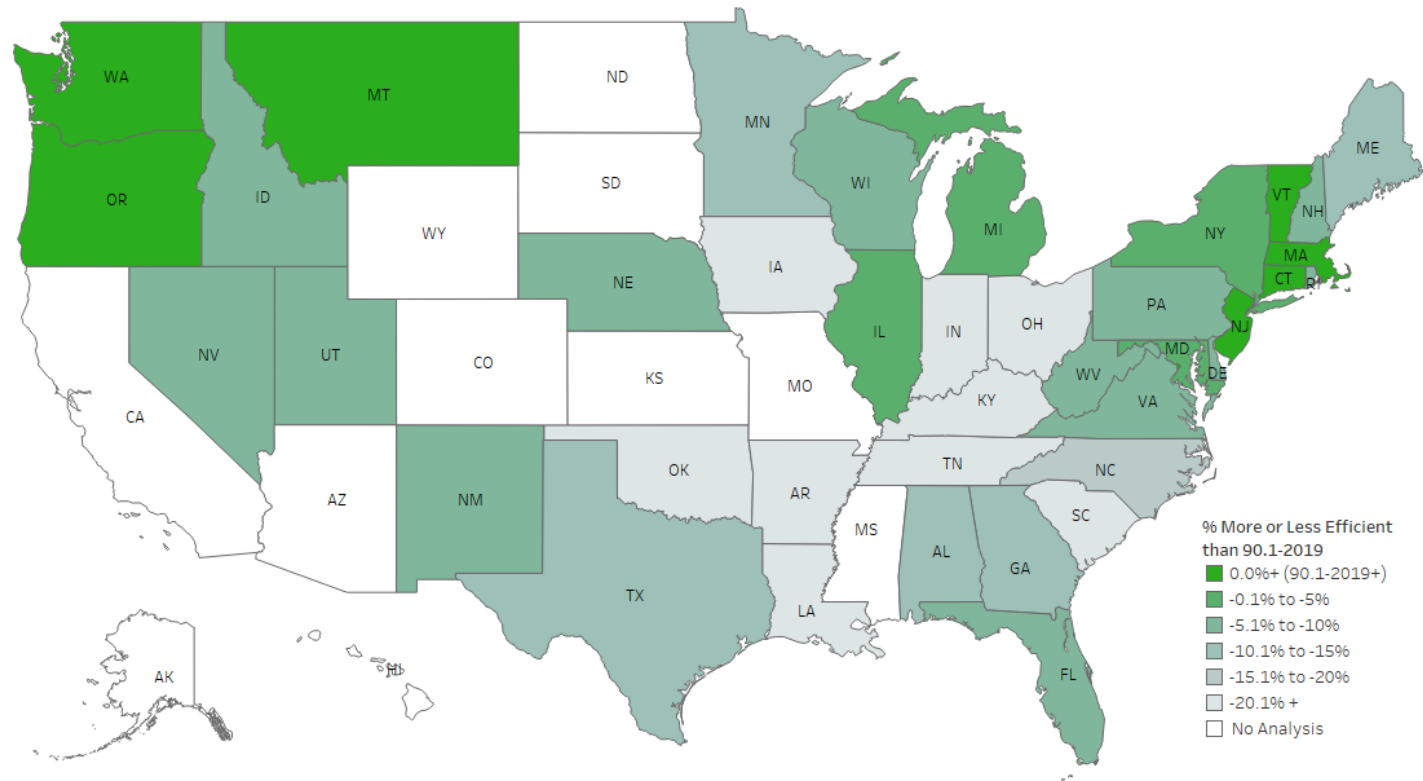 WA
MT
ND
MN
ME
OR
ID
SD
WI
VT
NH
WY
MI
NY
MA
CT
RI
IA
NE
PA
NJ
NV
UT
CO
IL
IN
OH
MD
DE
KS
MO
WV
VA
CA
KY
OK
TN
NC
AZ
NM
AR
SC
MS
AL
GA
TX
LA
FL
AK
HI
% More or Less Efficient
than 90.1-2019
0.0%+ (90.1-2019+)
-0.1% to -5%
-5.1% to -10%
-10.1% to -15%
-15.1% to -20%
-20.1% +
No Analysis